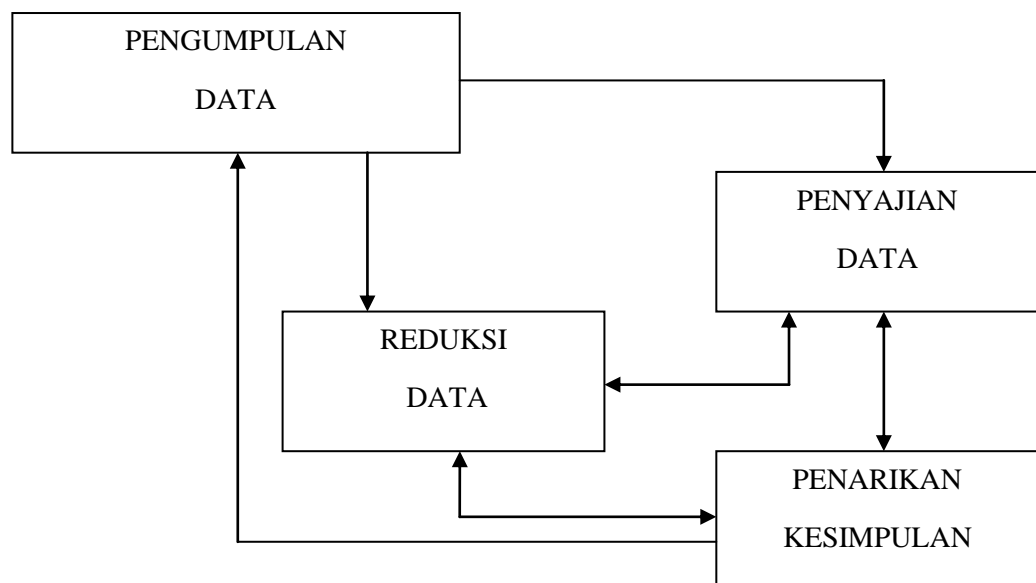 PENGUMPULAN
DATA
PENYAJIAN
DATA
REDUKSI
DATA
PENARIKAN
KESIMPULAN